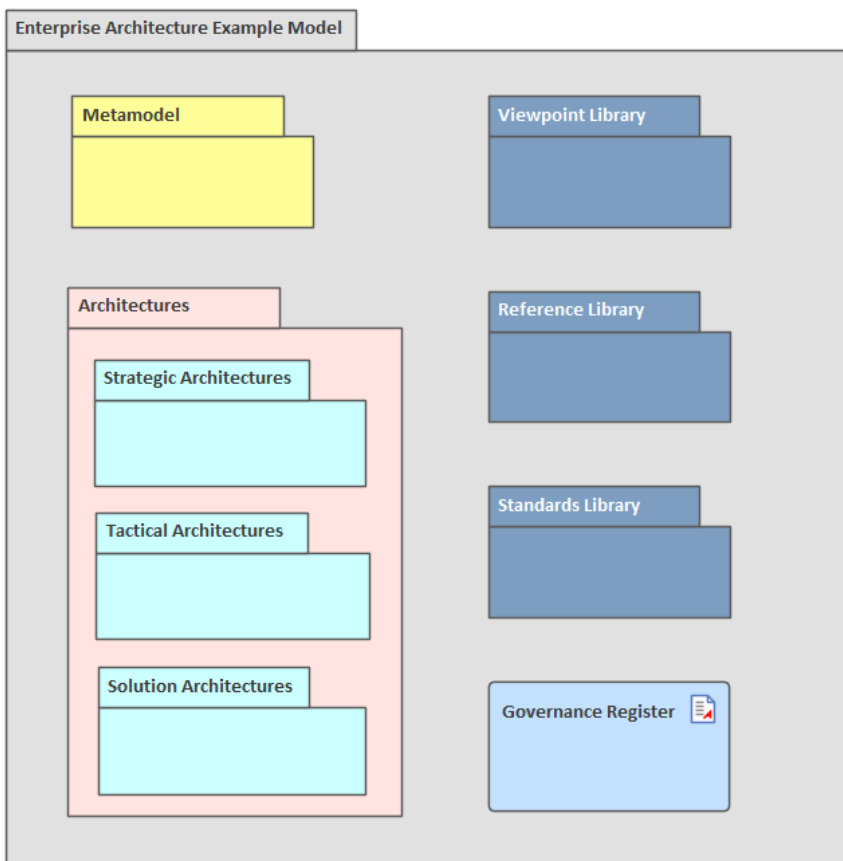 Enterprise Architecture Example Model
Metamodel
Viewpoint Library
Architectures
Reference Library
Strategic Architectures
Standards Library
Tactical Architectures
Solution Architectures
Governance Register